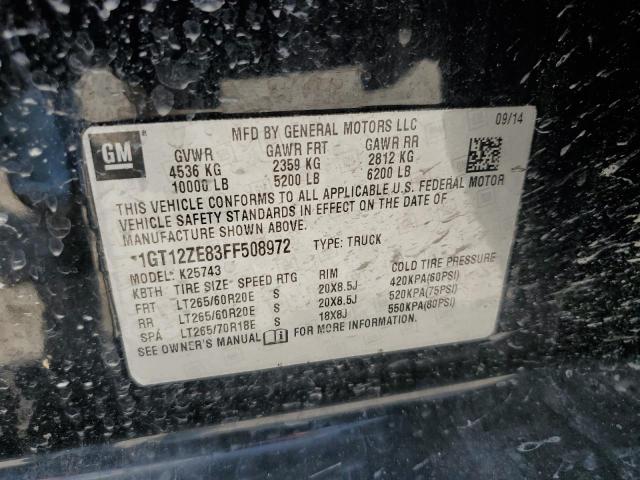 GM
MFD BY GENERAL MOTORS LLC 09/14
GVWR GAWR FRT GAWR RR
4536 KG 2359 KG 2812 KG
10000 LB 5200 LB 6200 LB
THIS VEHICLE CONFORMS TO ALL APPLICABLE U.S. FEDERAL MOTOR
VEHICLE SAFETY STANDARDS IN EFFECT ON THE DATE OF
MANUFACTURE SHOWN ABOVE.
*1GT12ZE83FF508972 TYPE: TRUCK
MODEL: K25743
KBTH TIRE SIZE SPEED RTG RIM COLD TIRE PRESSURE
FRT LT265/60R20E S 20X8.5J 420KPA(60PSI)
RR LT265/60R20E S 20X8.5J 520KPA(75PSI)
SPA LT265/70R18E S 18X8J 550KPA(80PSI)
SEE OWNER'S MANUAL FOR MORE INFORMATION.